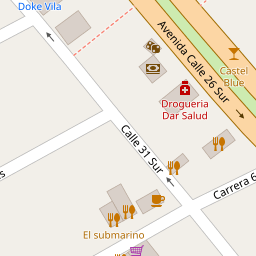 Doke Vila
Avenida Calle 26 Sur
Castel
Blue
Drogueria
Dar Salud
Calle 31 Sur
Carrera 6
El submarino
s